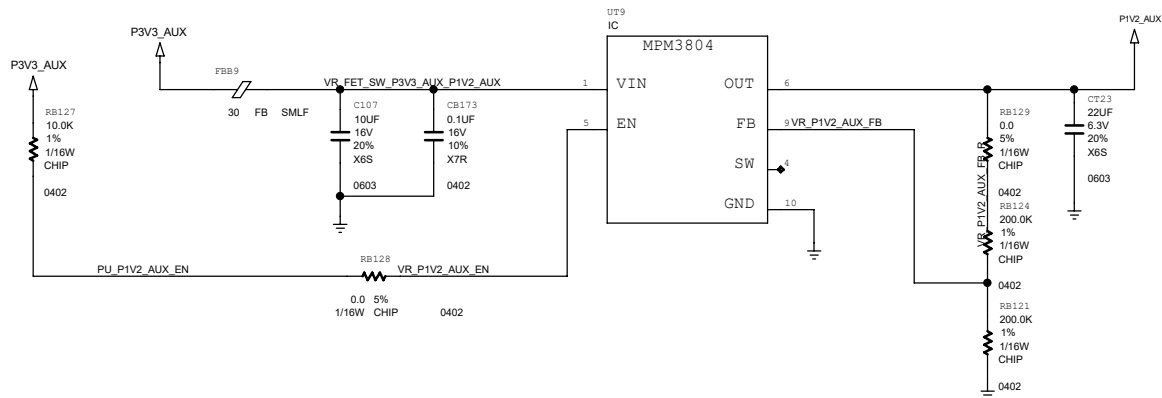 P3V3_AUX
RB127
10.0K
1%
1/16W
CHIP
0402
P3V3_AUX
FBB9
30 FB SMLF
VR_FET_SW_P3V3_AUX_P1V2_AUX
C107
10UF
16V
20%
X6S
0603
CB173
0.1UF
16V
10%
X7R
0402
PU_P1V2_AUX_EN
RB128
VR_P1V2_AUX_EN
0.0 5%
1/16W CHIP 0402
UT9
IC
MPM3804
1 VIN OUT 6
5 EN FB 9
SW 4
GND 10
VR_P1V2_AUX_FB
P1V2_AUX
RB129
0.0
5%
1/16W
CHIP
0402
VR_P1V2_AUX_FB_R
RB124
200.0K
1%
1/16W
CHIP
0402
RB121
200.0K
1%
1/16W
CHIP
0402
CT23
22UF
6.3V
20%
X6S
0603